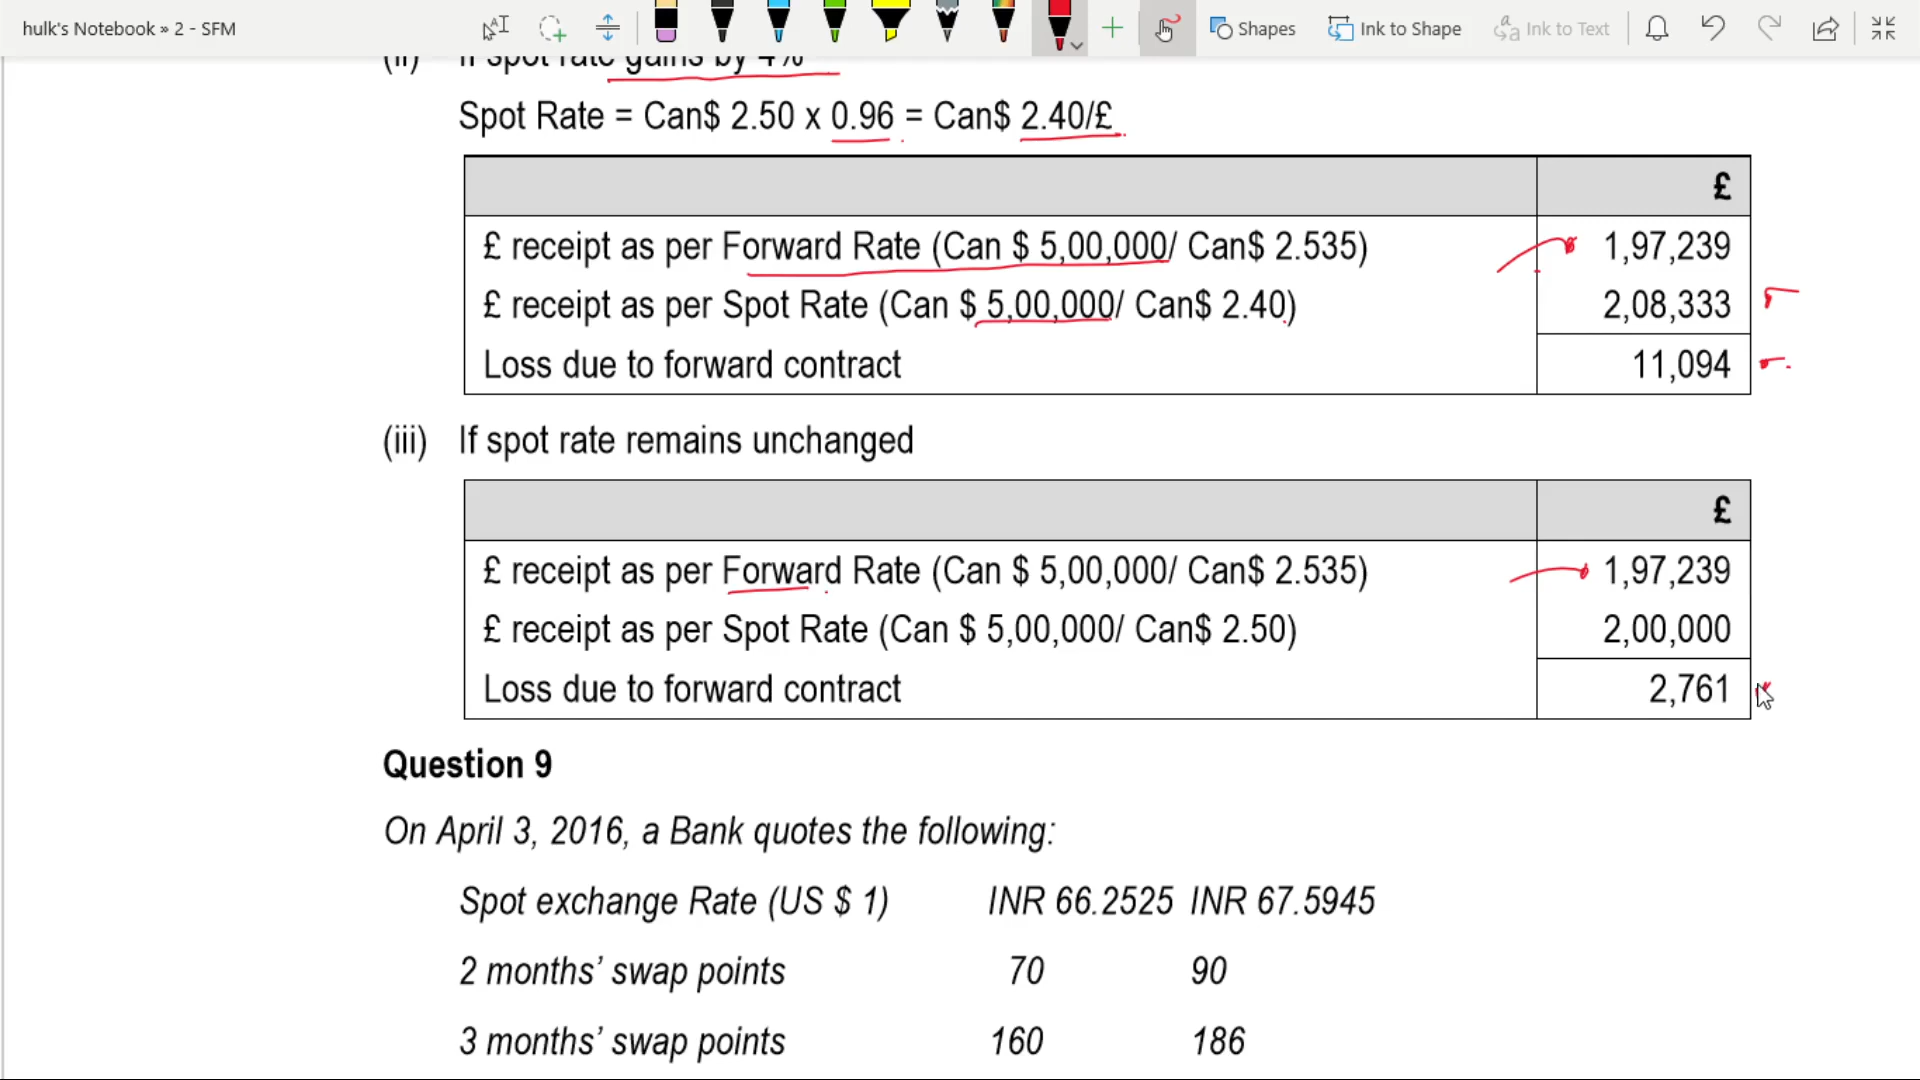 hulk's Notebook » 2 - SFM
Shapes
Ink to Shape
Ink to Text
(ii) If spot rate gains by 4%
Spot Rate = Can$ 2.50 x 0.96 = Can$ 2.40/£
£
£ receipt as per Forward Rate (Can $ 5,00,000/ Can$ 2.535) 1,97,239
£ receipt as per Spot Rate (Can $ 5,00,000/ Can$ 2.40) 2,08,333
Loss due to forward contract 11,094
(iii) If spot rate remains unchanged
£
£ receipt as per Forward Rate (Can $ 5,00,000/ Can$ 2.535) 1,97,239
£ receipt as per Spot Rate (Can $ 5,00,000/ Can$ 2.50) 2,00,000
Loss due to forward contract 2,761
Question 9
On April 3, 2016, a Bank quotes the following:
Spot exchange Rate (US $ 1) INR 66.2525 INR 67.5945
2 months’ swap points 70 90
3 months’ swap points 160 186